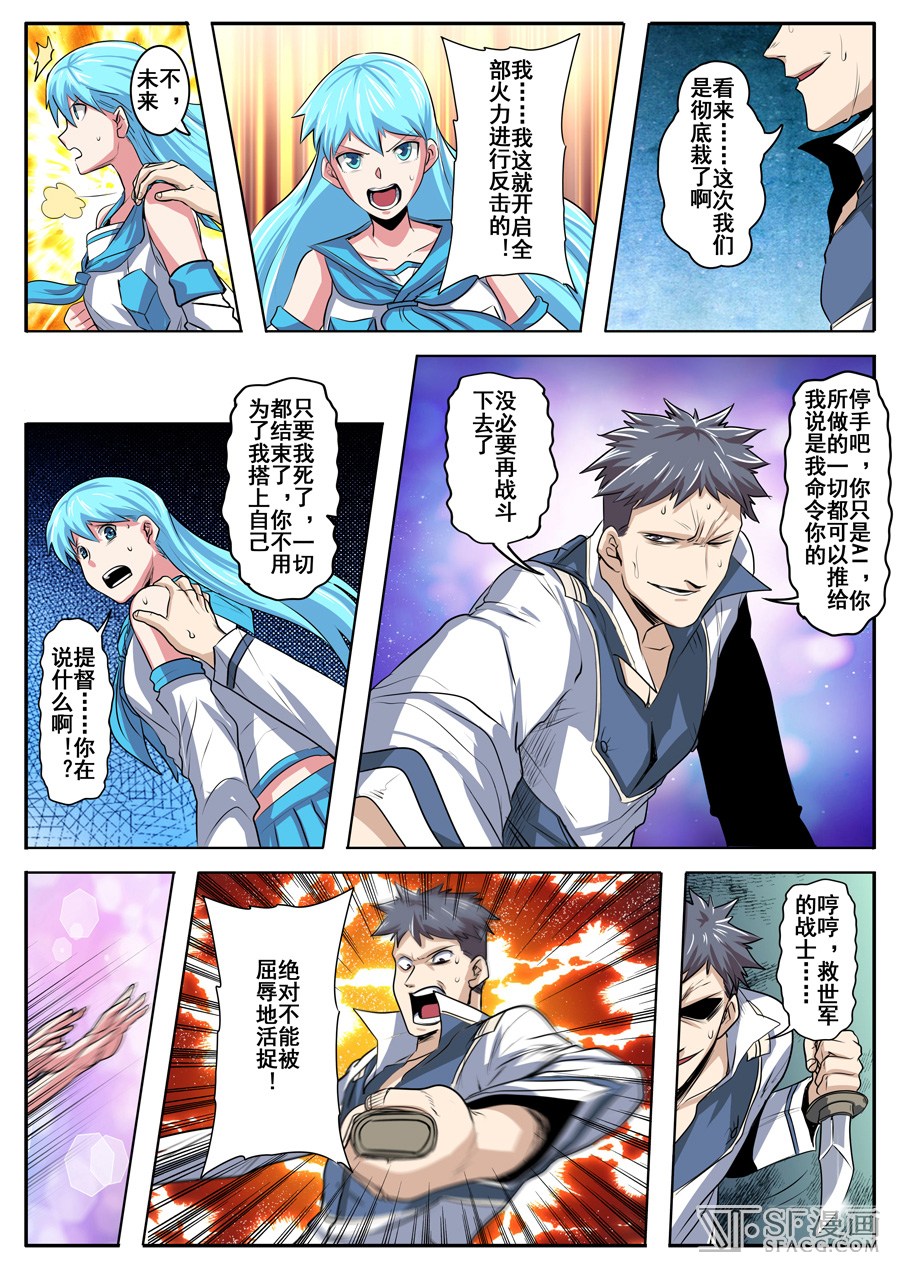 看来……这次我们
是彻底栽了啊
我……我这就开启全
部火力进行反击的！
不，
未来
停手吧，你只是AI，你
所做的一切都可以推给
我说是我命令你的
没必要再战斗
下去了
只要我死了，一切
都结束了，你不用
为了我搭上自己
提督……你在
说什么啊！？
哼哼，救世军
的战士……
绝对不能被
屈辱地活捉！
SF漫画
SFACG.COM